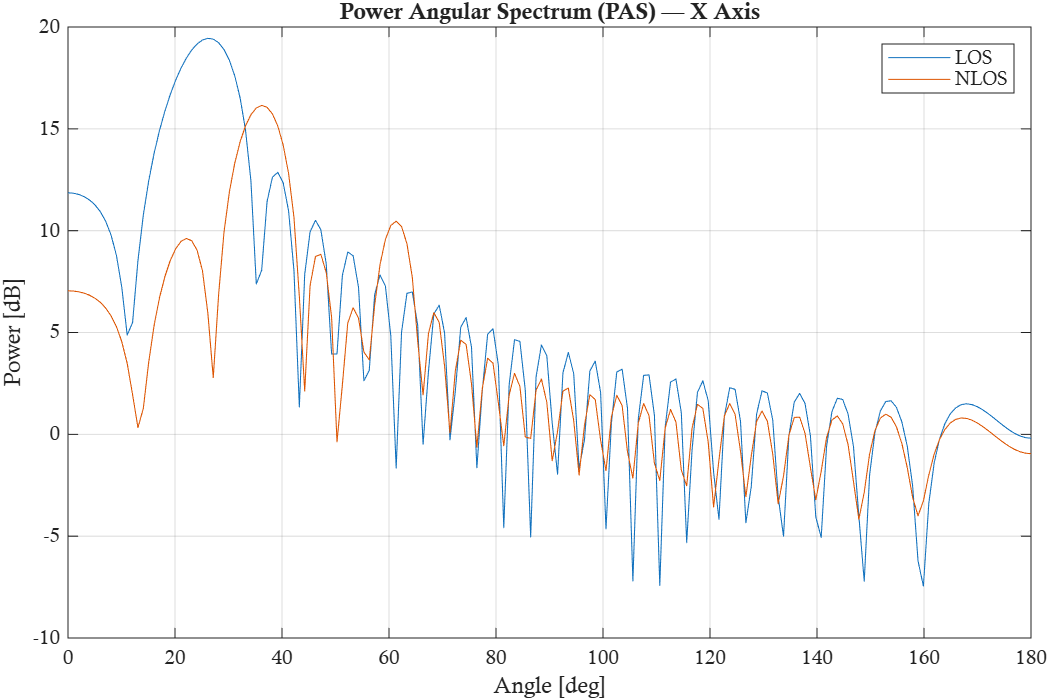 Power Angular Spectrum (PAS) — X Axis
20
15
10
5
0
-5
-10
Power [dB]
LOS
NLOS
0 20 40 60 80 100 120 140 160 180
Angle [deg]